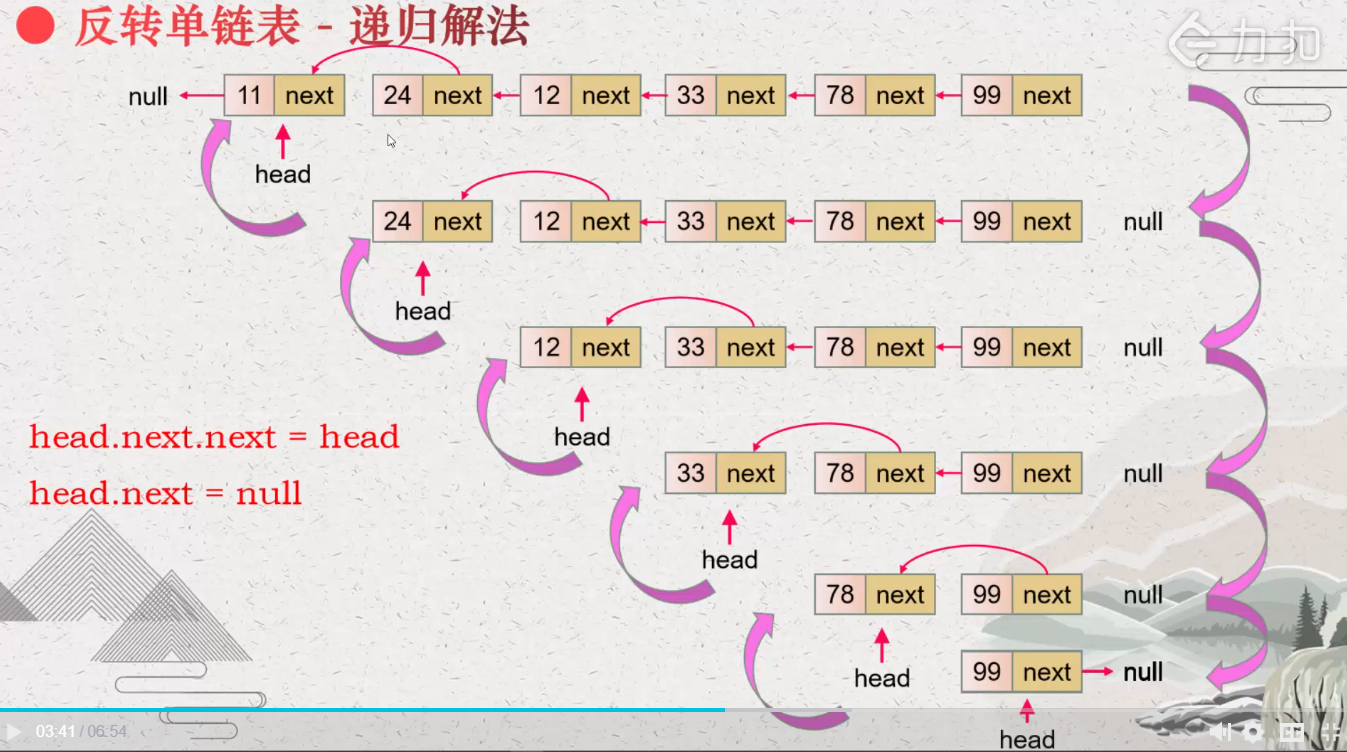 反转单链表 - 递归解法
力扣
null 11 next 24 next 12 next 33 next 78 next 99 next
head
24 next 12 next 33 next 78 next 99 next null
head
12 next 33 next 78 next 99 next null
head
head.next.next = head
33 next 78 next 99 next null
head.next = null
head
78 next 99 next null
head
99 next null
head
03:41 / 06:54